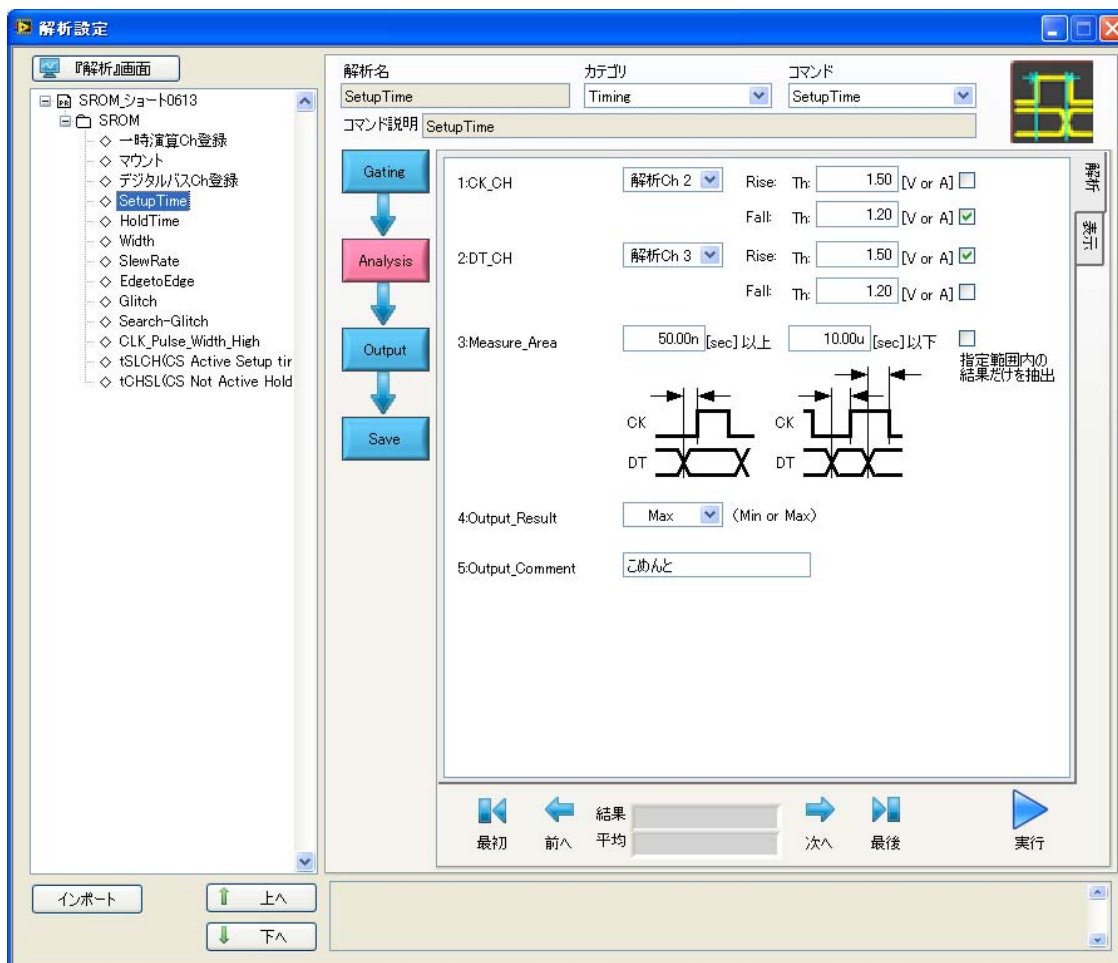 解析設定
『解析』画面
SROM_ショート0613
SROM
一時演算Ch登録
マウント
デジタルバスCh登録
SetupTime
HoldTime
Width
SlewRate
EdgetoEdge
Glitch
Search-Glitch
CLK_Pulse_Width_High
tSLCH(CS Active Setup tir
tCHSL(CS Not Active Hold
インポート
上へ
下へ
解析名
カテゴリ
コマンド
SetupTime
Timing
SetupTime
コマンド説明 SetupTime
Gating
Analysis
Output
Save
解析
表示
1:CK_CH 解析Ch 2 Rise: Th: 1.50 [V or A]
Fall: Th: 1.20 [V or A]
2:DT_CH 解析Ch 3 Rise: Th: 1.50 [V or A]
Fall: Th: 1.20 [V or A]
3:Measure_Area 50.00n [sec]以上 10.00u [sec]以下
指定範囲内の
結果だけを抽出
CK CK
DT DT
4:Output_Result Max (Min or Max)
5:Output_Comment こめんと
最初
前へ
結果
平均
次へ
最後
実行